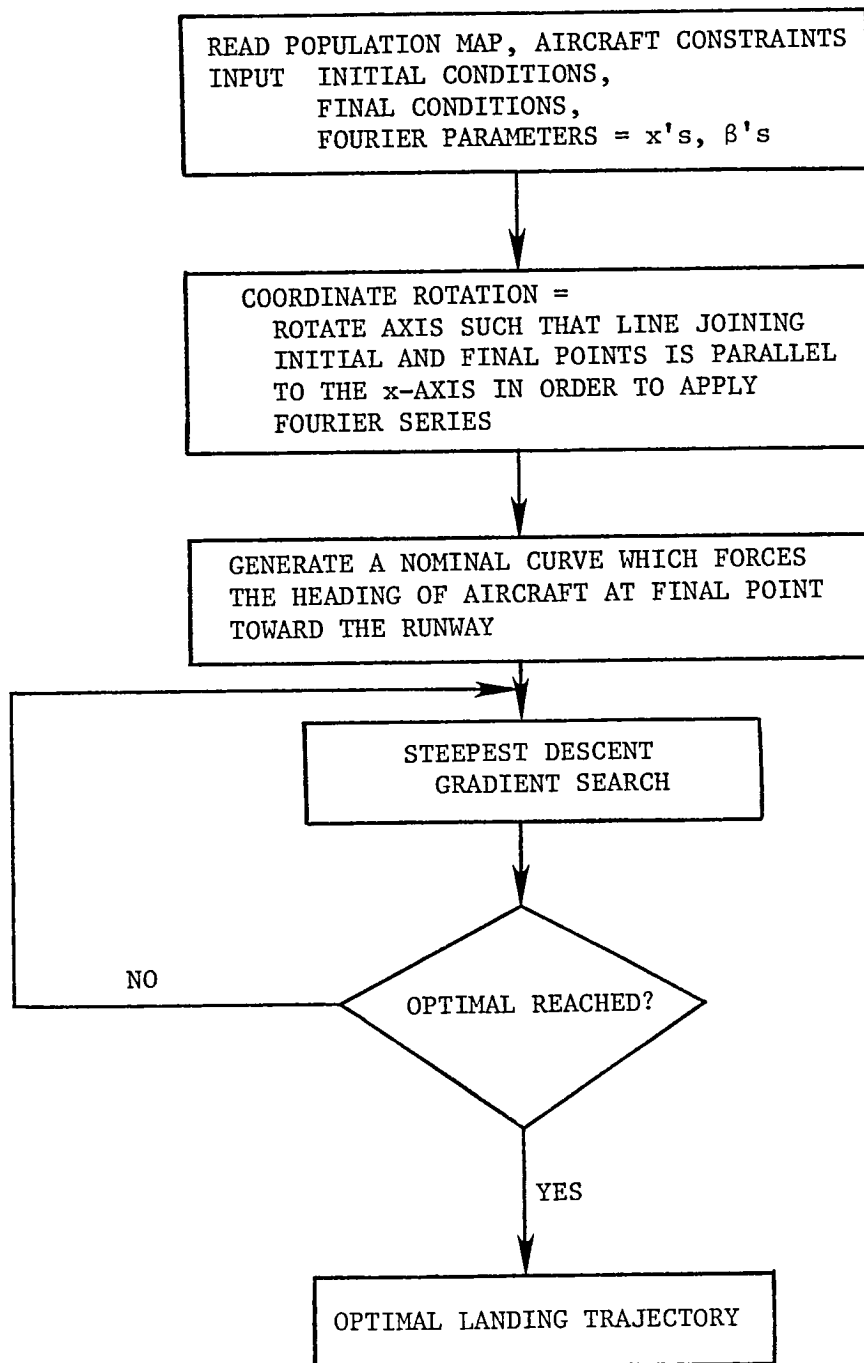 READ POPULATION MAP, AIRCRAFT CONSTRAINTS
INPUT INITIAL CONDITIONS,
FINAL CONDITIONS,
FOURIER PARAMETERS = x's, β's
COORDINATE ROTATION =
ROTATE AXIS SUCH THAT LINE JOINING
INITIAL AND FINAL POINTS IS PARALLEL
TO THE x-AXIS IN ORDER TO APPLY
FOURIER SERIES
GENERATE A NOMINAL CURVE WHICH FORCES
THE HEADING OF AIRCRAFT AT FINAL POINT
TOWARD THE RUNWAY
STEEPEST DESCENT
GRADIENT SEARCH
NO
OPTIMAL REACHED?
YES
OPTIMAL LANDING TRAJECTORY